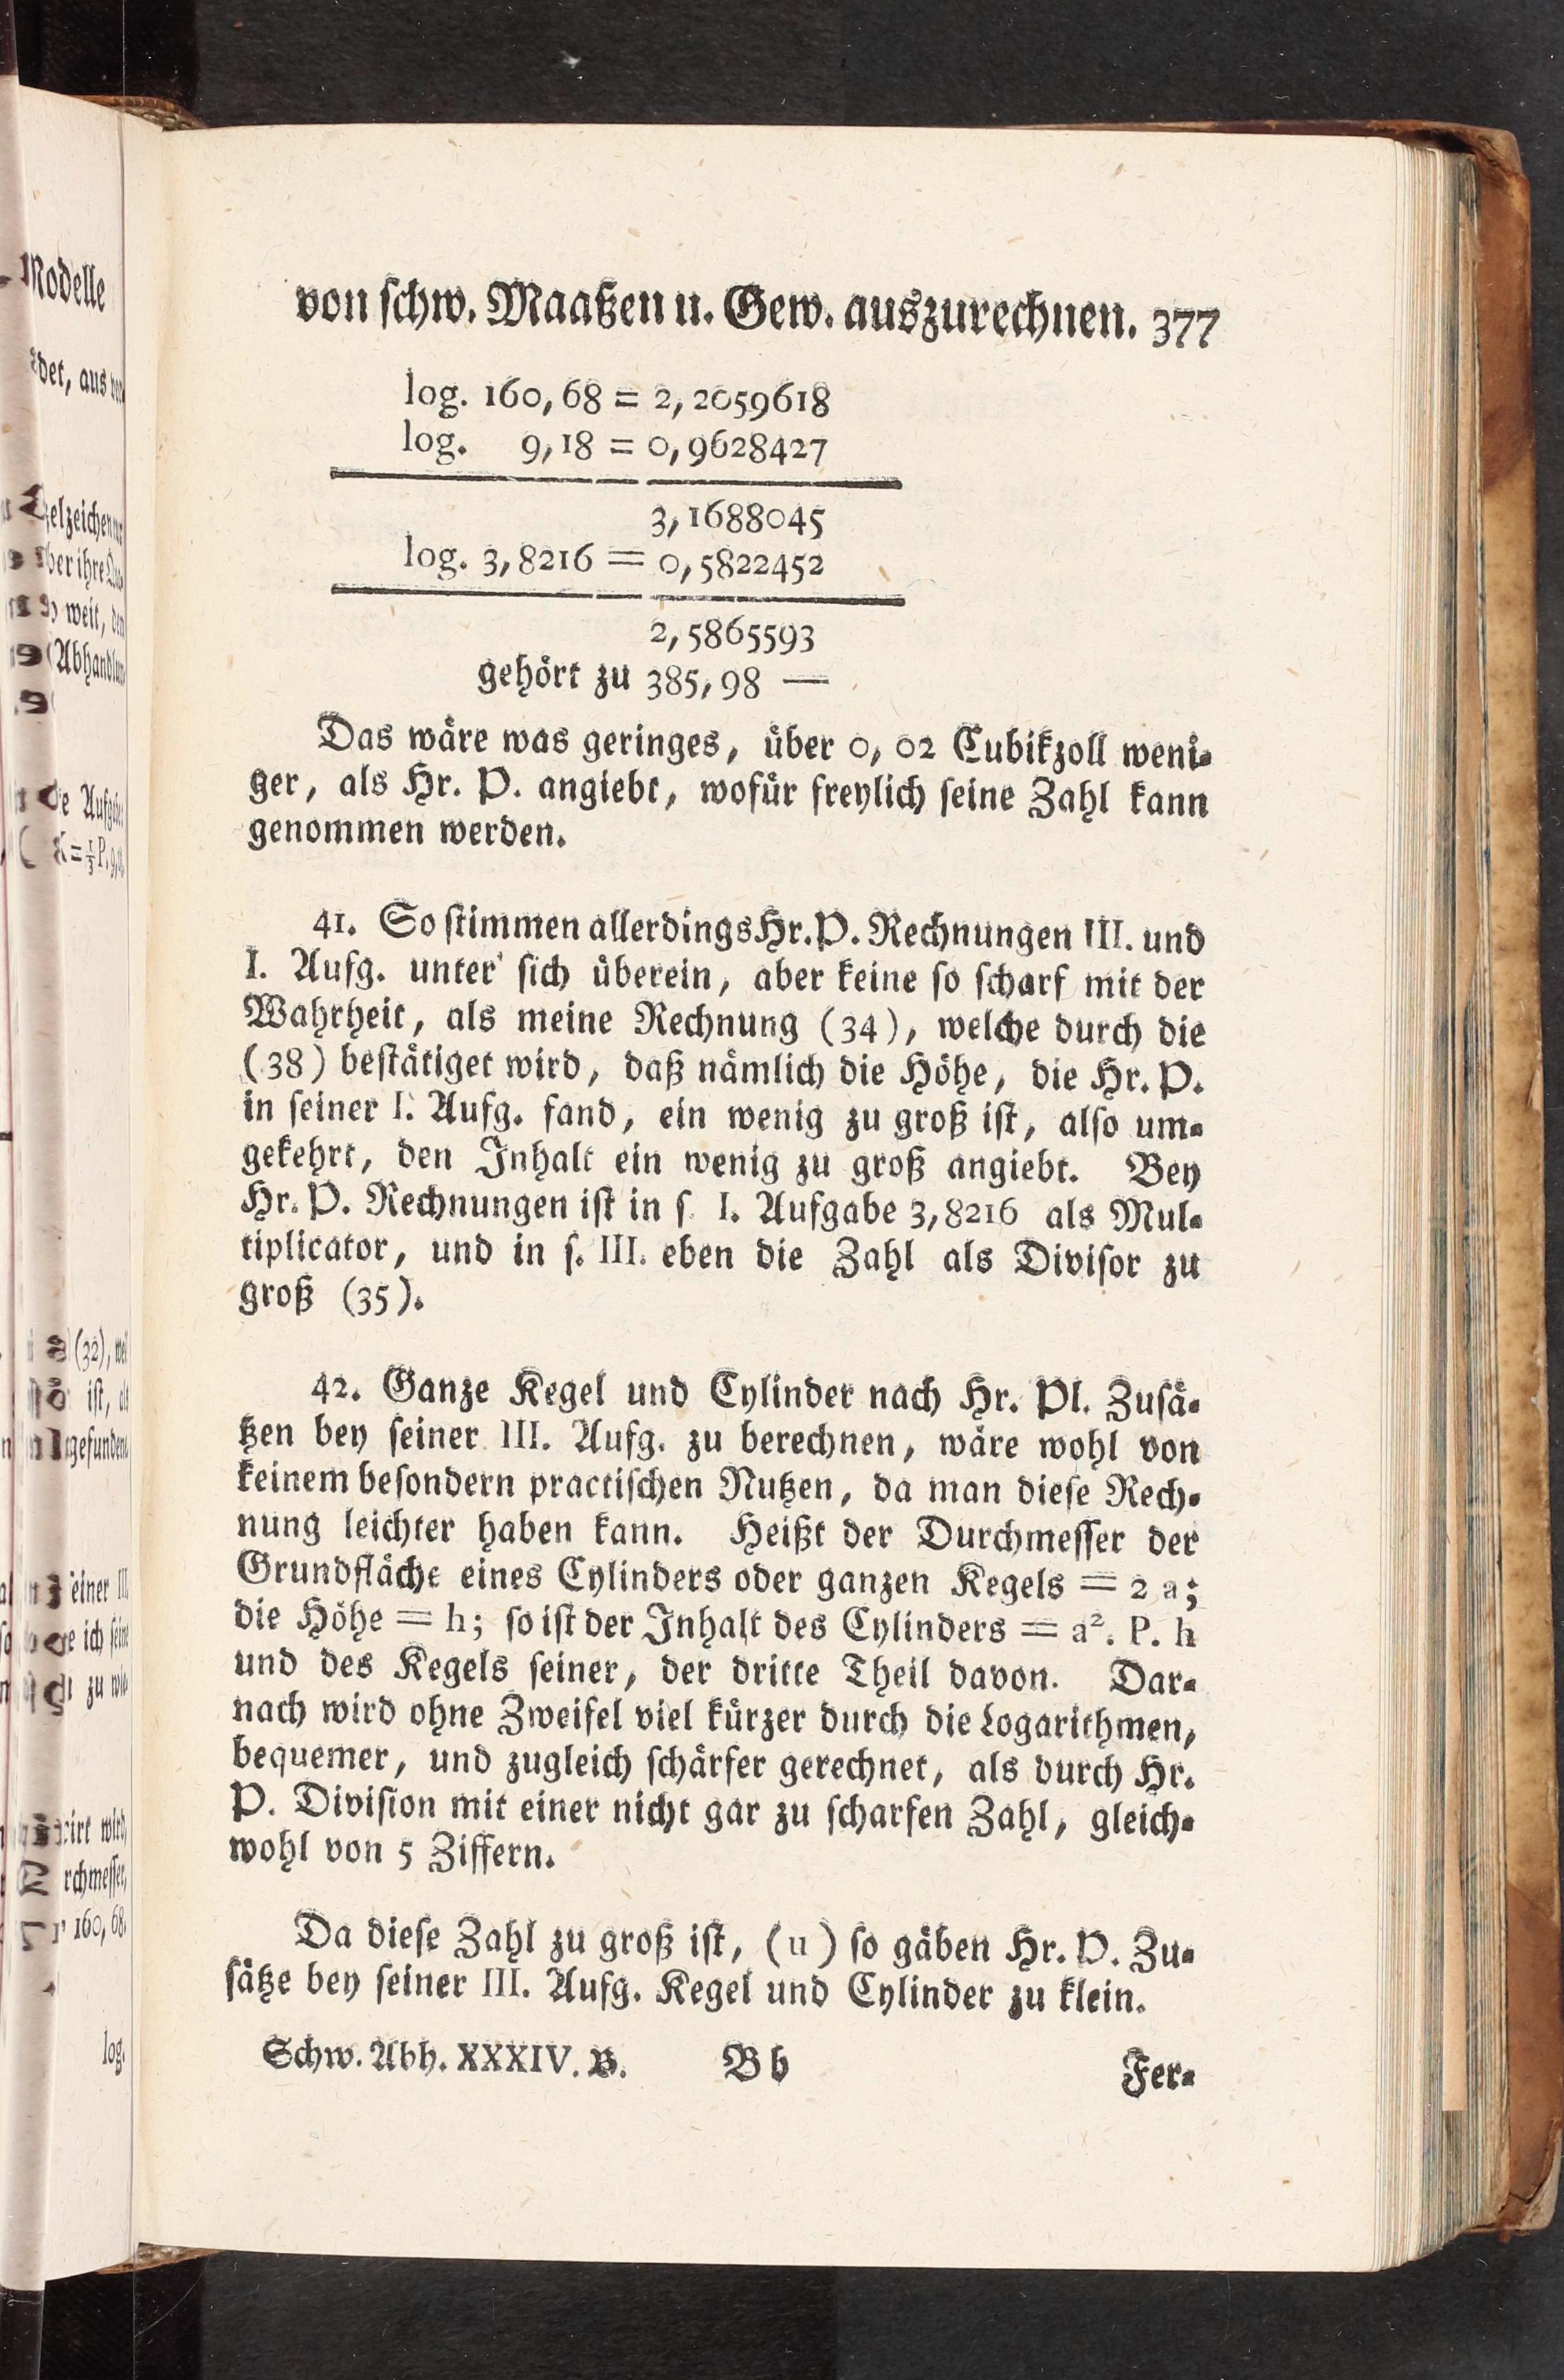 von schw. Maaßen u. Gew. auszurechnen. 377
log. 160,68 = 2,2059618
log. 9,18 = 0,9628427
3,1688045
log. 3,8216 = 0,5822452
2,5865593
gehört zu 385,98 —
Das wäre was geringes, über 0,02 Cubikzoll weni-
ger, als Hr. P. angiebt, wofür freylich seine Zahl kann
genommen werden.
41. So stimmen allerdings Hr. P. Rechnungen III. und
I. Aufg. unter sich überein, aber keine so scharf mit der
Wahrheit, als meine Rechnung (34), welche durch die
(38) bestätiget wird, daß nämlich die Höhe, die Hr. P.
in seiner I. Aufg. fand, ein wenig zu groß ist, also um-
gekehrt, den Inhalt ein wenig zu groß angiebt. Bey
Hr. P. Rechnungen ist in s. I. Aufgabe 3,8216 als Mul-
tiplicator, und in s. III. eben die Zahl als Divisor zu
groß (35).
42. Ganze Kegel und Cylinder nach Hr. Pl. Zusä-
tzen bey seiner III. Aufg. zu berechnen, wäre wohl von
keinem besondern practischen Nutzen, da man diese Rech-
nung leichter haben kann. Heißt der Durchmesser der
Grundfläche eines Cylinders oder ganzen Kegels = 2 a;
die Höhe = h; so ist der Inhalt des Cylinders = a². P. h
und des Kegels seiner, der dritte Theil davon. Dar-
nach wird ohne Zweifel viel kürzer durch die Logarithmen,
bequemer, und zugleich schärfer gerechnet, als durch Hr.
P. Division mit einer nicht gar zu scharfen Zahl, gleich-
wohl von 5 Ziffern.
Da diese Zahl zu groß ist, (u) so gäben Hr. P. Zu-
sätze bey seiner III. Aufg. Kegel und Cylinder zu klein.
Schw. Abh. XXXIV. B. B b Fer-
Modelle
log.